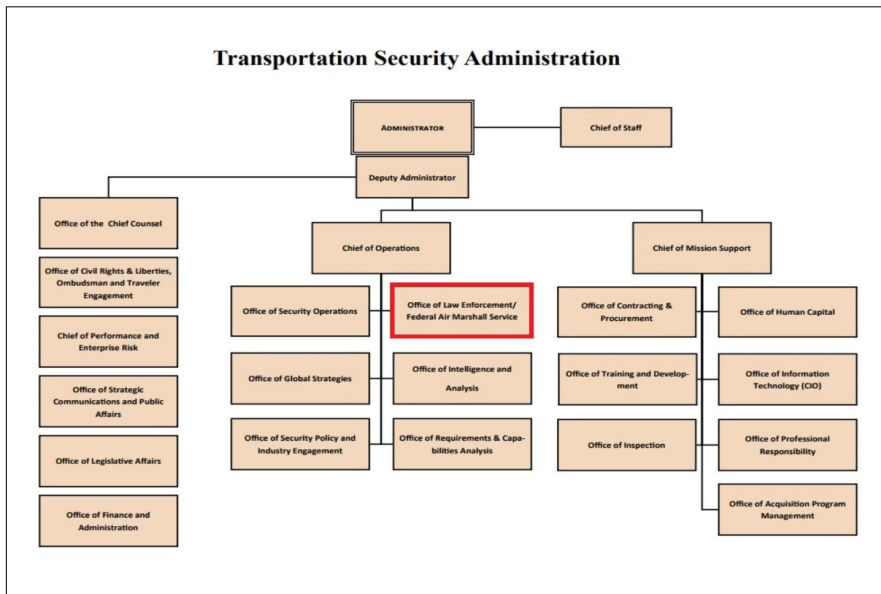 Transportation Security Administration
ADMINISTRATOR
Chief of Staff
Deputy Administrator
Office of the Chief Counsel
Office of Civil Rights & Liberties,
Ombudsman and Traveler
Engagement
Chief of Performance and
Enterprise Risk
Office of Strategic
Communications and Public
Affairs
Office of Legislative Affairs
Office of Finance and
Administration
Chief of Operations
Office of Security Operations
Office of Law Enforcement/
Federal Air Marshall Service
Office of Global Strategies
Office of Intelligence and
Analysis
Office of Security Policy and
Industry Engagement
Office of Requirements & Capa-
bilities Analysis
Chief of Mission Support
Office of Contracting &
Procurement
Office of Human Capital
Office of Training and Develop-
ment
Office of Information
Technology (CIO)
Office of Inspection
Office of Professional
Responsibility
Office of Acquisition Program
Management